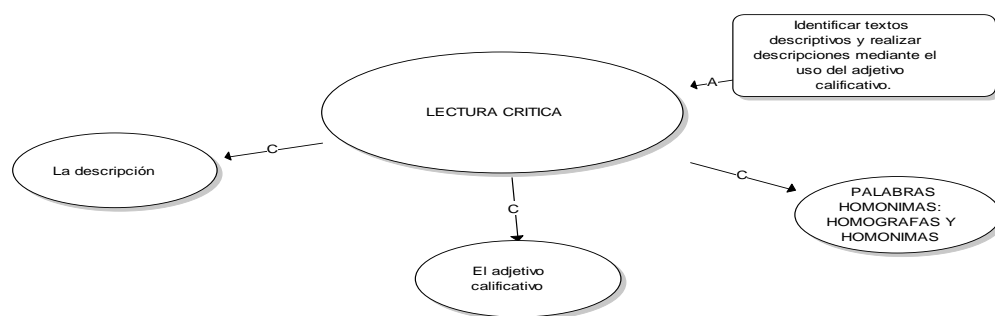 Identificar textos
descriptivos y realizar
descripciones mediante el
uso del adjetivo
calificativo.
A
LECTURA CRITICA
C
La descripción
C
C
PALABRAS
HOMONIMAS:
HOMOGRAFAS Y
HOMONIMAS
El adjetivo
calificativo